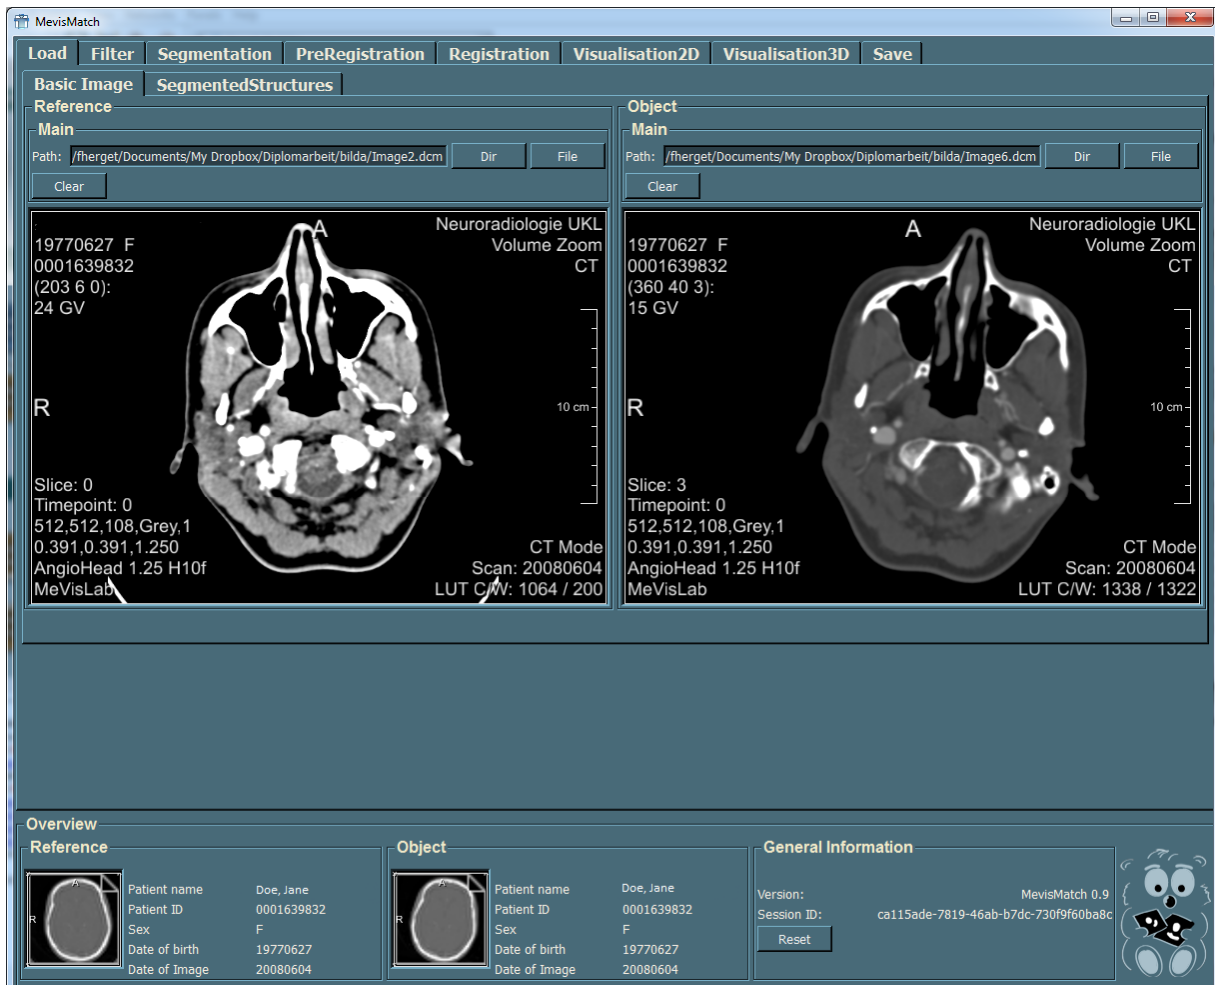 MevisMatch
Load Filter Segmentation PreRegistration Registration Visualisation2D Visualisation3D Save
Basic Image SegmentedStructures
Reference
Main
Path: /fherget/Documents/My Dropbox/Diplomarbeit/bilda/Image2.dcm Dir File
Clear
A
Neuroradiologie UKL
Volume Zoom
CT
19770627 F
0001639832
(203 6 0):
24 GV
R
10 cm
Slice: 0
Timepoint: 0
512,512,108,Grey,1
0.391,0.391,1.250
AngioHead 1.25 H10f
MeVisLab
CT Mode
Scan: 20080604
LUT C/W: 1064 / 200
Object
Main
Path: /fherget/Documents/My Dropbox/Diplomarbeit/bilda/Image6.dcm Dir File
Clear
A
Neuroradiologie UKL
Volume Zoom
CT
19770627 F
0001639832
(360 40 3):
15 GV
R
10 cm
Slice: 3
Timepoint: 0
512,512,108,Grey,1
0.391,0.391,1.250
AngioHead 1.25 H10f
MeVisLab
CT Mode
Scan: 20080604
LUT C/W: 1338 / 1322
Overview
Reference
A
R
Patient name Doe, Jane
Patient ID 0001639832
Sex F
Date of birth 19770627
Date of Image 20080604
Object
A
R
Patient name Doe, Jane
Patient ID 0001639832
Sex F
Date of birth 19770627
Date of Image 20080604
General Information
Version: MevisMatch 0.9
Session ID: ca115ade-7819-46ab-b7dc-730f9f60ba8c
Reset